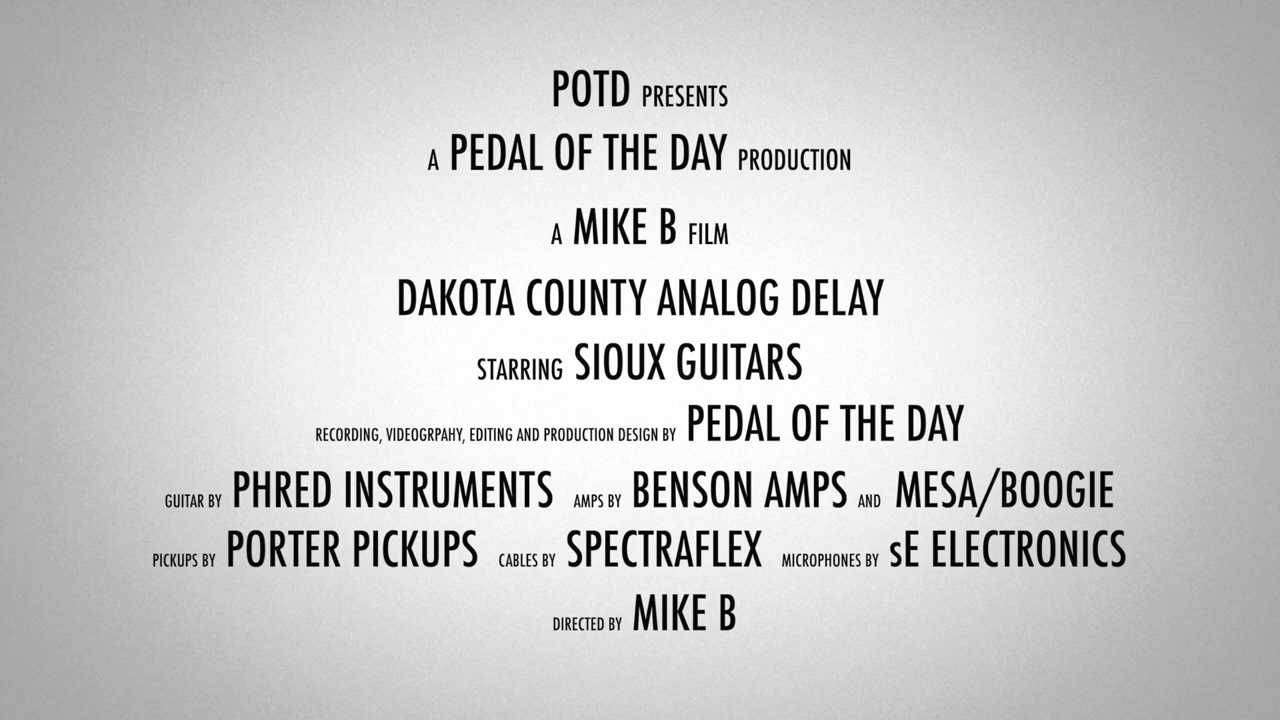 POTD PRESENTS
A PEDAL OF THE DAY PRODUCTION
A MIKE B FILM
DAKOTA COUNTY ANALOG DELAY
STARRING SIOUX GUITARS
RECORDING, VIDEOGRPAHY, EDITING AND PRODUCTION DESIGN BY PEDAL OF THE DAY
GUITAR BY PHRED INSTRUMENTS AMPS BY BENSON AMPS AND MESA/BOOGIE
PICKUPS BY PORTER PICKUPS CABLES BY SPECTRAFLEX MICROPHONES BY sE ELECTRONICS
DIRECTED BY MIKE B